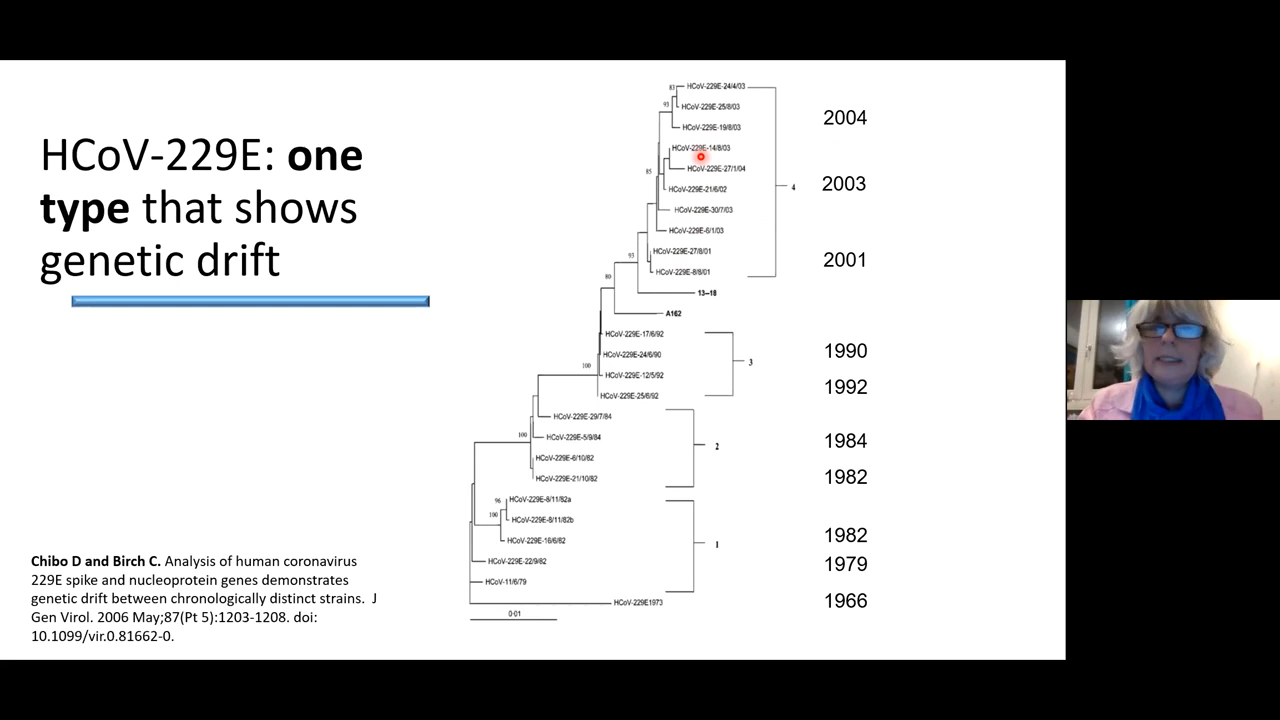 HCoV-229E: one
type that shows
genetic drift
Chibo D and Birch C. Analysis of human coronavirus
229E spike and nucleoprotein genes demonstrates
genetic drift between chronologically distinct strains. J
Gen Virol. 2006 May;87(Pt 5):1203-1208. doi:
10.1099/vir.0.81662-0.
83
HCoV-229E-24/4/03
93
HCoV-229E-25/8/03
HCoV-229E-19/8/03
HCoV-229E-14/8/03
85
HCoV-229E-27/1/04
HCoV-229E-21/6/02
HCoV-229E-30/7/03
HCoV-229E-6/1/03
93
HCoV-229E-27/8/01
80
HCoV-229E-8/8/01
13–18
A162
4
HCoV-229E-17/6/92
HCoV-229E-24/6/90
100
HCoV-229E-12/5/92
HCoV-229E-25/6/92
3
HCoV-229E-29/7/84
100
HCoV-229E-5/9/84
HCoV-229E-6/10/82
HCoV-229E-21/10/82
2
96
HCoV-229E-8/11/82a
100
HCoV-229E-8/11/82b
HCoV-229E-16/6/82
HCoV-229E-22/9/82
HCoV-11/6/79
1
HCoV-229E1973
0·01
2004
2003
2001
1990
1992
1984
1982
1982
1979
1966